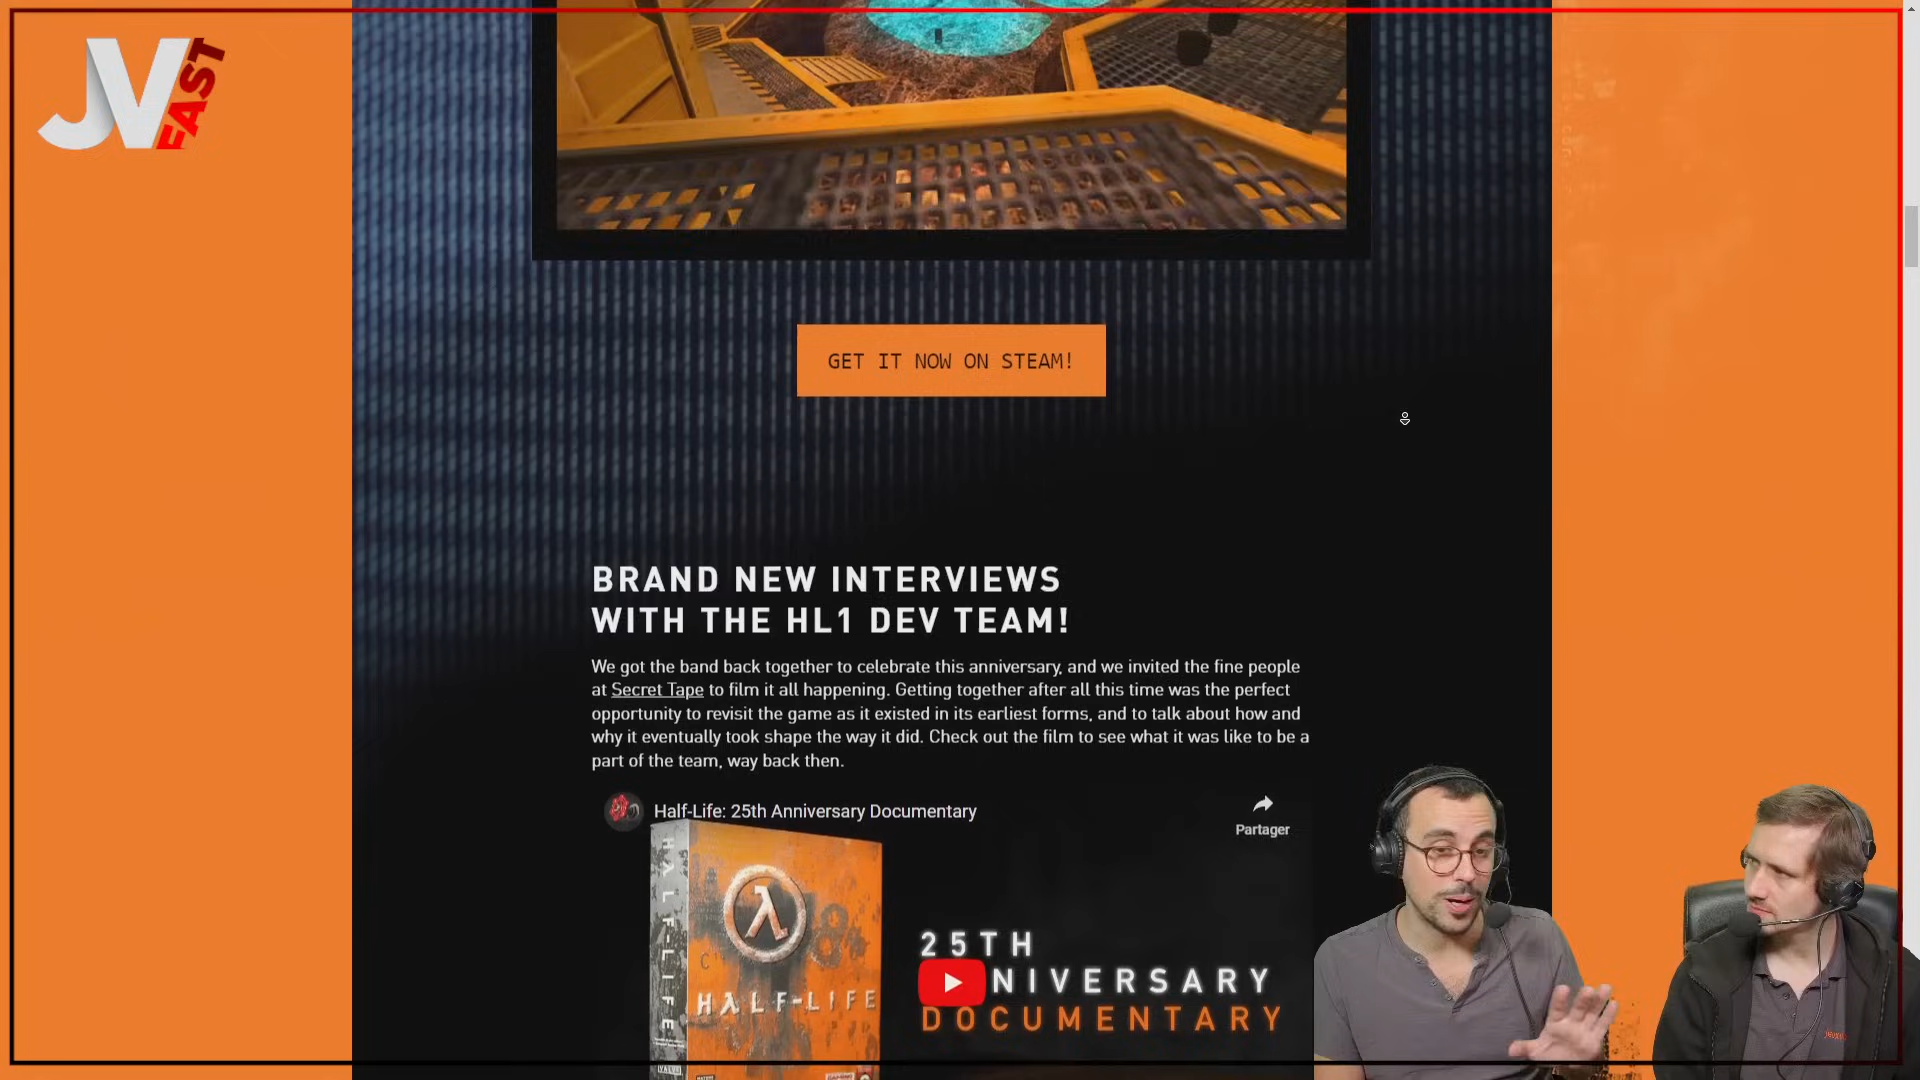 JV
FAST
GET IT NOW ON STEAM!
BRAND NEW INTERVIEWS
WITH THE HL1 DEV TEAM!
We got the band back together to celebrate this anniversary, and we invited the fine people
at Secret Tape to film it all happening. Getting together after all this time was the perfect
opportunity to revisit the game as it existed in its earliest forms, and to talk about how and
why it eventually took shape the way it did. Check out the film to see what it was like to be a
part of the team, way back then.
Half-Life: 25th Anniversary Documentary
Partager
HALF-LIFE
HALF-LIFE
25TH
NIVERSARY
DOCUMENTARY
VALVE